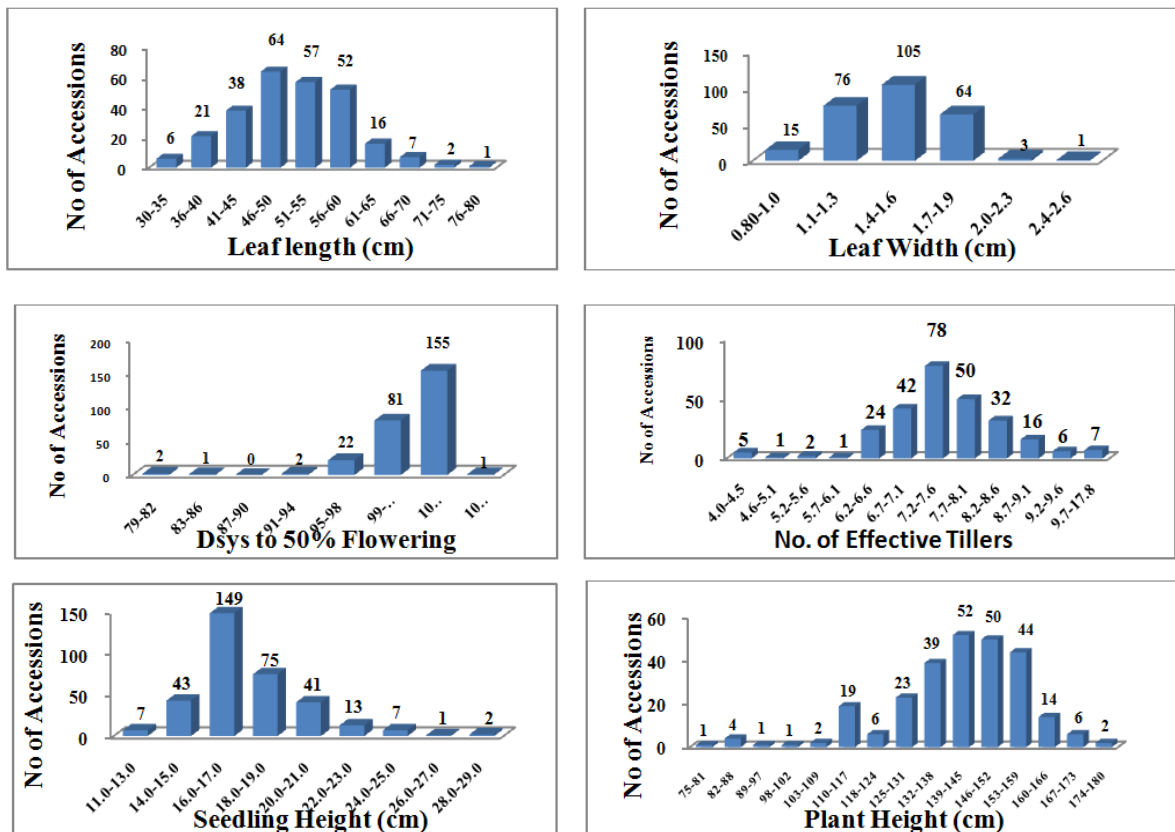 No of Accessions
80
60
40
20
0
6 21 38 64 57 52 16 7 2 1
30-35 36-40 41-45 46-50 51-55 56-60 61-65 66-70 71-75 76-80
Leaf length (cm)
No of Accessions
150
100
50
0
15 76 105 64 3 1
0.80-1.0 1.1-1.3 1.4-1.6 1.7-1.9 2.0-2.3 2.4-2.6
Leaf Width (cm)
No of Accessions
200
150
100
50
0
2 1 0 2 22 81 155 1
79-82 83-86 87-90 91-94 95-98 99-... 10... 10...
Dsys to 50% Flowering
No. of Accessions
100
50
0
5 1 2 1 24 42 78 50 32 16 6 7
4.0-4.5 4.6-5.1 5.2-5.6 5.7-6.1 6.2-6.6 6.7-7.1 7.2-7.6 7.7-8.1 8.2-8.6 8.7-9.1 9.2-9.6 9.7-17.8
No. of Effective Tillers
No of Accessions
150
100
50
0
7 43 149 75 41 13 7 1 2
11.0-13.0 14.0-15.0 16.0-17.0 18.0-19.0 20.0-21.0 22.0-23.0 24.0-25.0 26.0-27.0 28.0-29.0
Seedling Height (cm)
No of Accessions
60
40
20
0
1 4 1 1 2 19 6 23 39 52 50 44 14 6 2
75-81 82-88 89-97 98-102 103-109 110-117 118-124 125-131 132-138 139-145 146-152 153-159 160-166 167-173 174-180
Plant Height (cm)